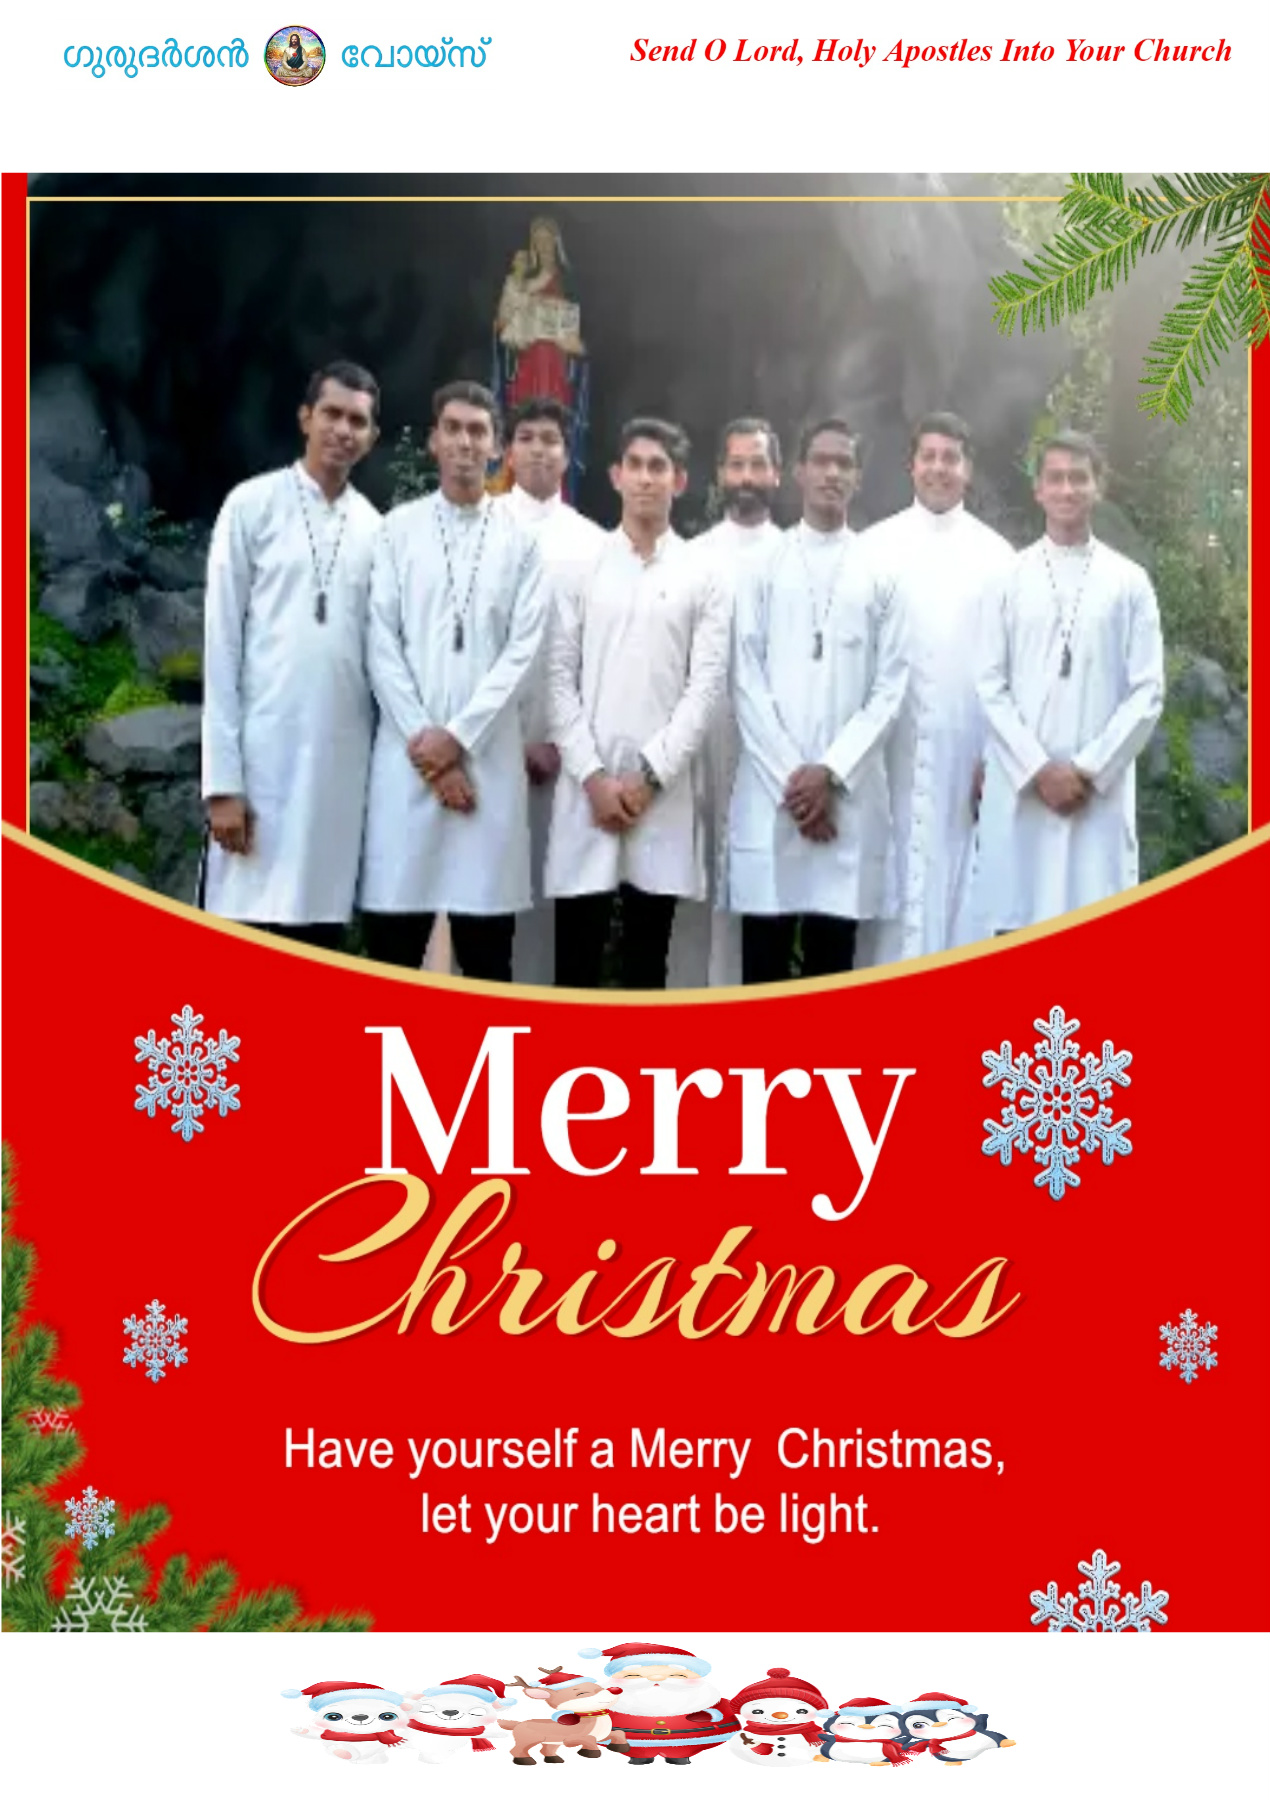 ഗുരുദർശൻ വോയ്സ്
Send O Lord, Holy Apostles Into Your Church
Merry
Christmas
Have yourself a Merry Christmas,
let your heart be light.